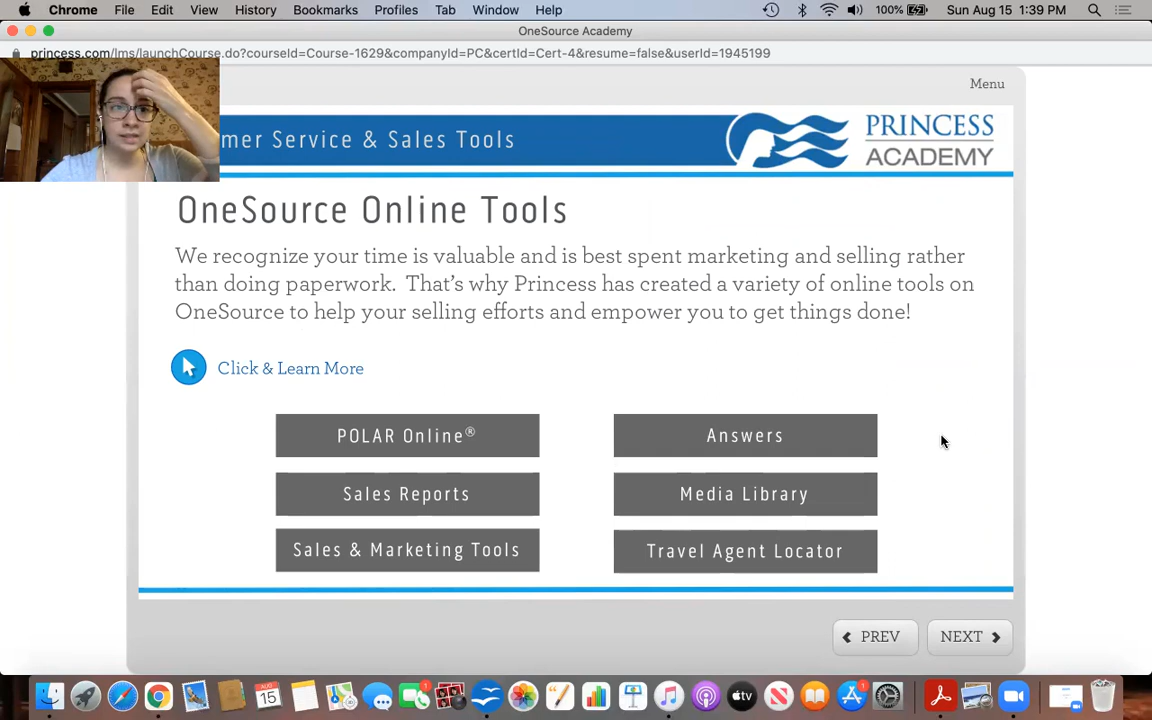 Chrome File Edit View History Bookmarks Profiles Tab Window Help 100% Sun Aug 15 1:39 PM
OneSource Academy
princess.com/lms/launchCourse.do?courseId=Course-1629&companyId=PC&certId=Cert-4&resume=false&userId=1945199
Menu
mer Service & Sales Tools
PRINCESS
ACADEMY
OneSource Online Tools
We recognize your time is valuable and is best spent marketing and selling rather
than doing paperwork. That's why Princess has created a variety of online tools on
OneSource to help your selling efforts and empower you to get things done!
Click & Learn More
POLAR Online® Answers
Sales Reports Media Library
Sales & Marketing Tools Travel Agent Locator
PREV NEXT
AUG
15
1
tv
1